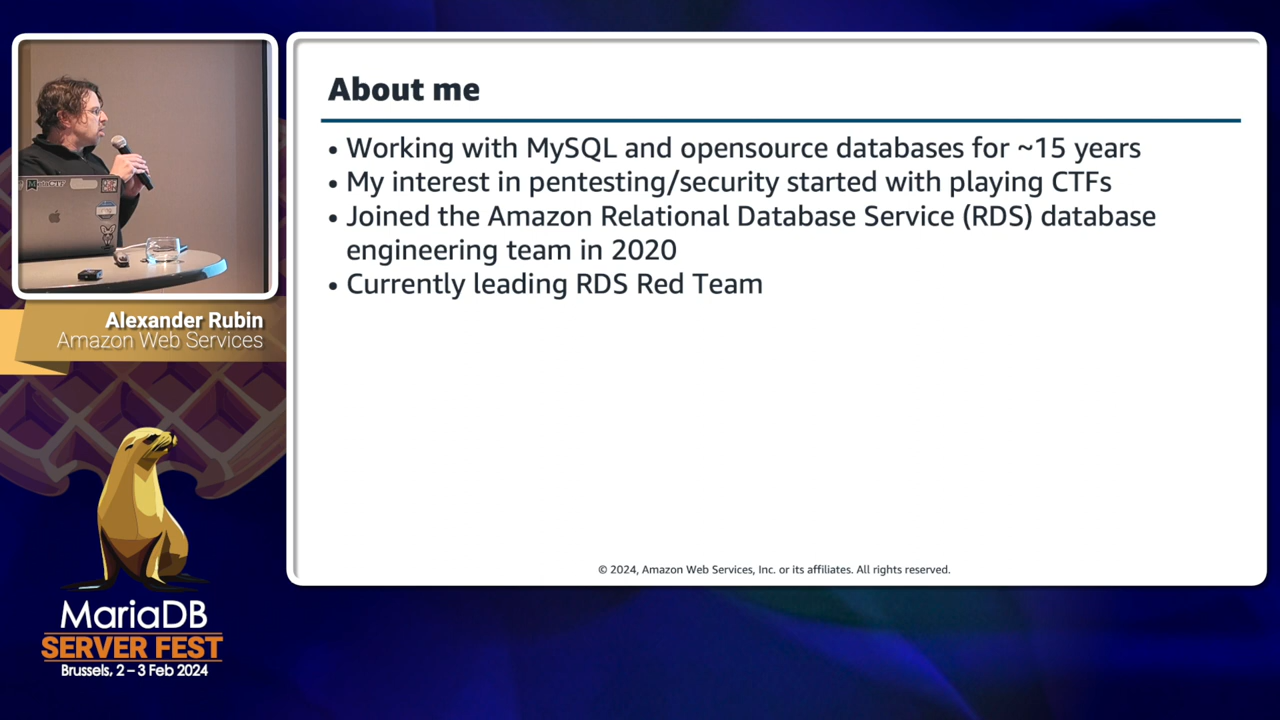 About me
• Working with MySQL and opensource databases for ~15 years
• My interest in pentesting/security started with playing CTFs
• Joined the Amazon Relational Database Service (RDS) database
engineering team in 2020
• Currently leading RDS Red Team
© 2024, Amazon Web Services, Inc. or its affiliates. All rights reserved.
Alexander Rubin
Amazon Web Services
MariaDB
SERVER FEST
Brussels, 2 – 3 Feb 2024